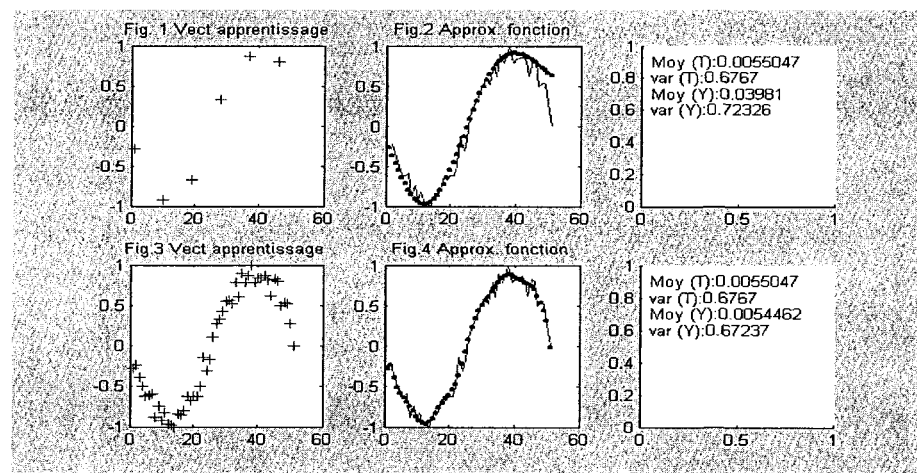 Fig. 1 Vect apprentissage
1
0.5
0
-0.5
-1
0 20 40 60
Fig.2 Approx. fonction
1
0.5
0
-0.5
-1
0 20 40 60
1
0.8
0.6
0.4
0.2
0
0 0.5 1
Moy (T):0.0055047
var (T):0.6767
Moy (Y):0.03981
var (Y):0.72326
Fig.3 Vect apprentissage
1
0.5
0
-0.5
-1
0 20 40 60
Fig.4 Approx. fonction
1
0.5
0
-0.5
-1
0 20 40 60
1
0.8
0.6
0.4
0.2
0
0 0.5 1
Moy (T):0.0055047
var (T):0.6767
Moy (Y):0.0054462
var (Y):0.67237